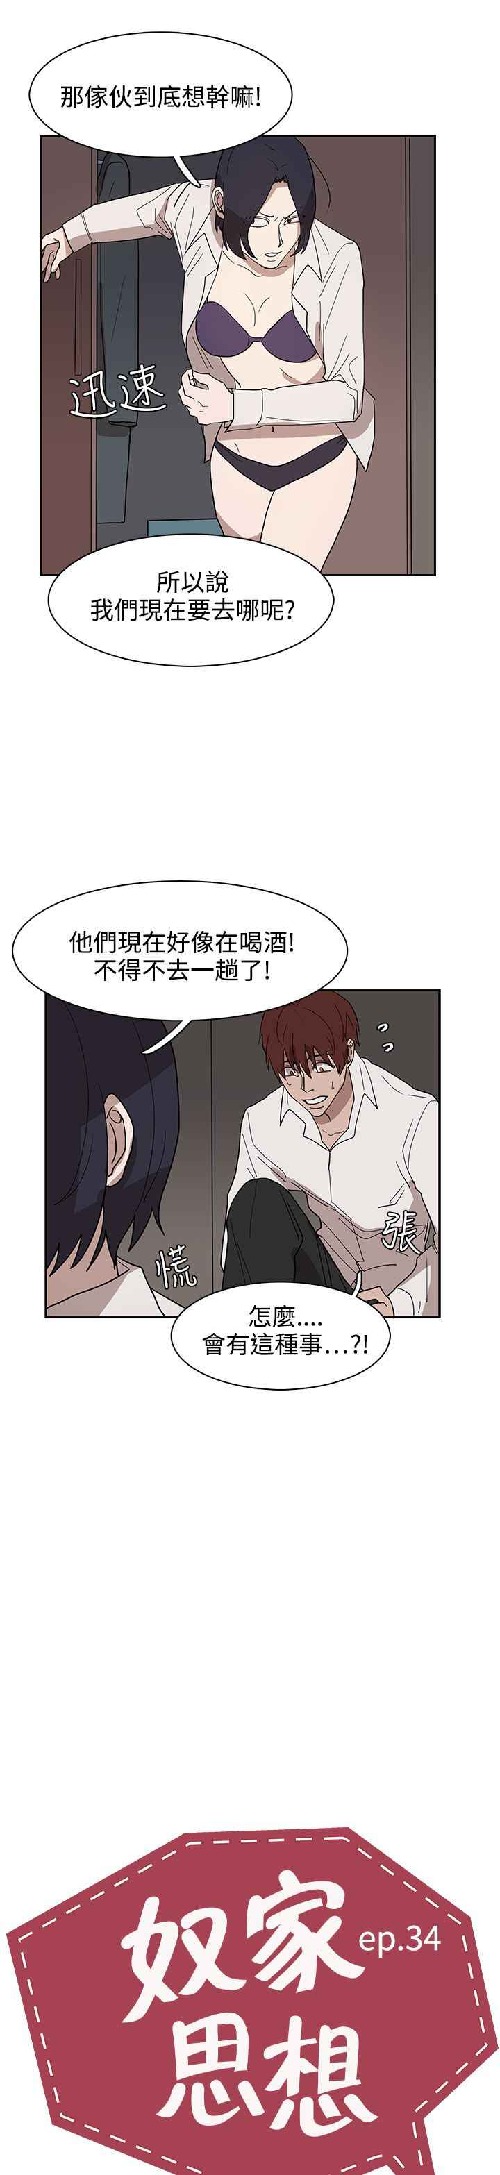 那傢伙到底想幹嘛!
迅速
所以說
我們現在要去哪呢?
他們現在好像在喝酒!
不得不去一趟了!
慌
張
怎麼....
會有這種事...?!
奴家
ep.34
思想